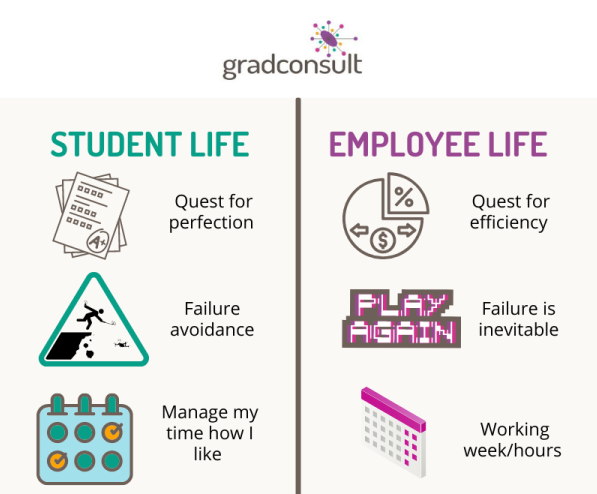 gradconsult
STUDENT LIFE
A+
Quest for
perfection
Failure
avoidance
Manage my
time how I
like
EMPLOYEE LIFE
%
$
Quest for
efficiency
PLAY
AGAIN
Failure is
inevitable
Working
week/hours